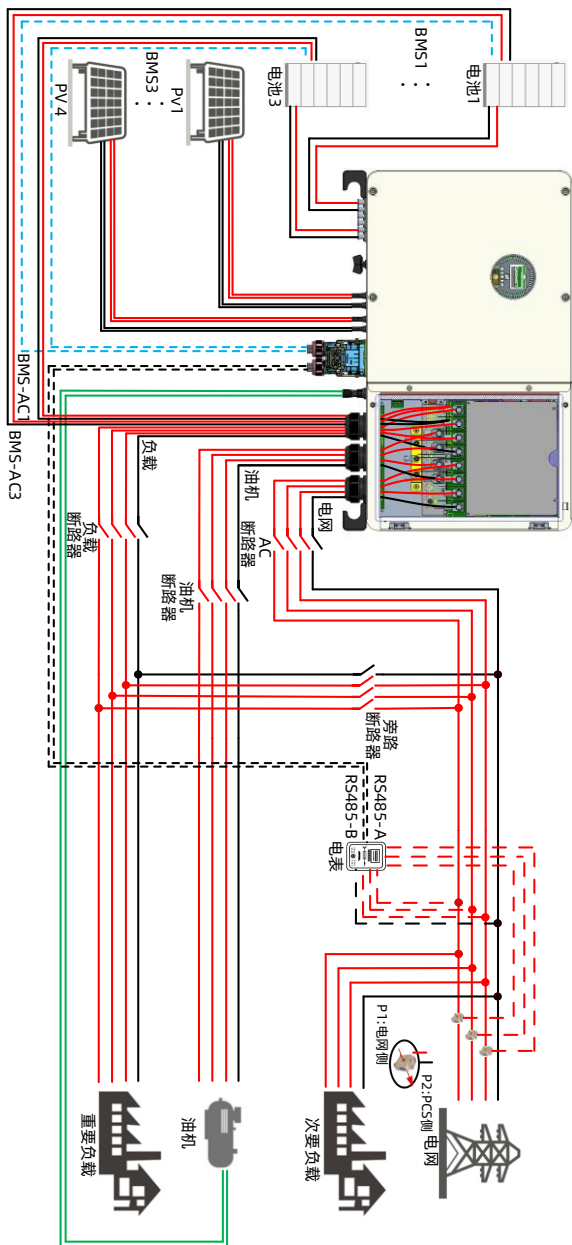 BMS1
电池1
· · ·
电池3
PV1
· · ·
BMS3
PV 4
BMS-AC1
BMS-AC3
负载
油机
电网
负载
断路器
油机
断路器
AC
断路器
旁路
断路器
RS485-A
RS485-B
电表
P1:电网侧
P2:PCS侧
重要负载
油机
次要负载
电网